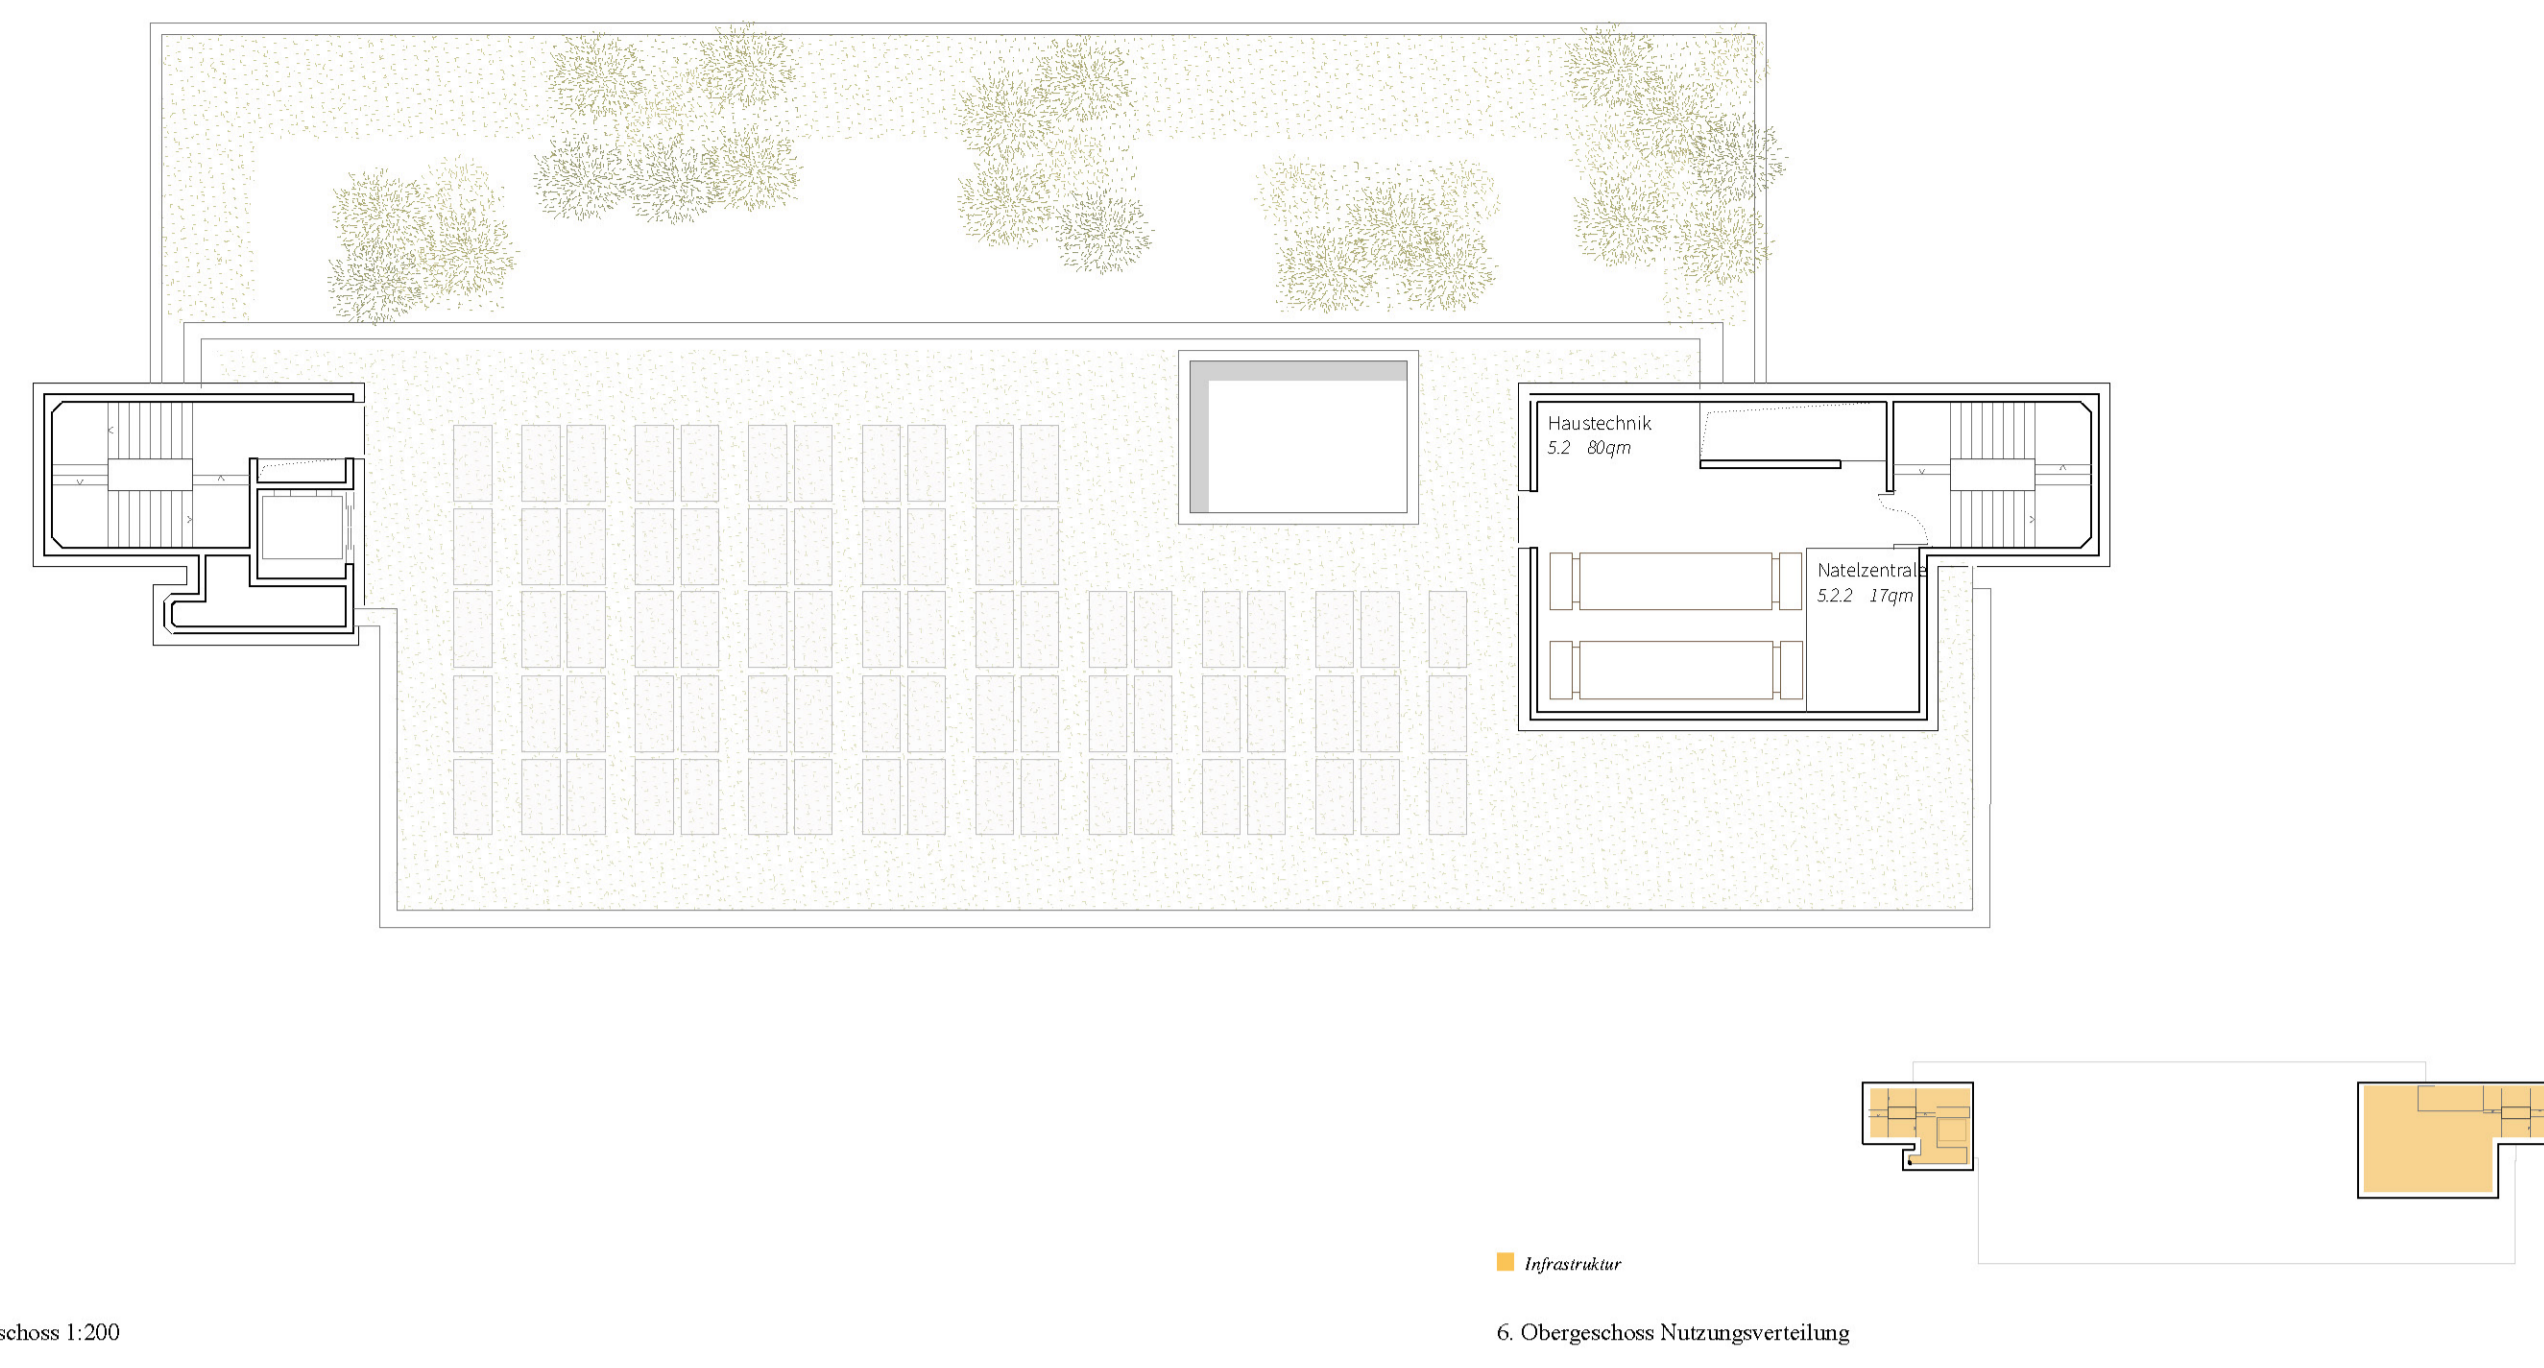 Haustechnik
5.2 80qm
Natelzentrale
5.2.2 17qm
Infrastruktur
schoss 1:200
6. Obergeschoss Nutzungsverteilung